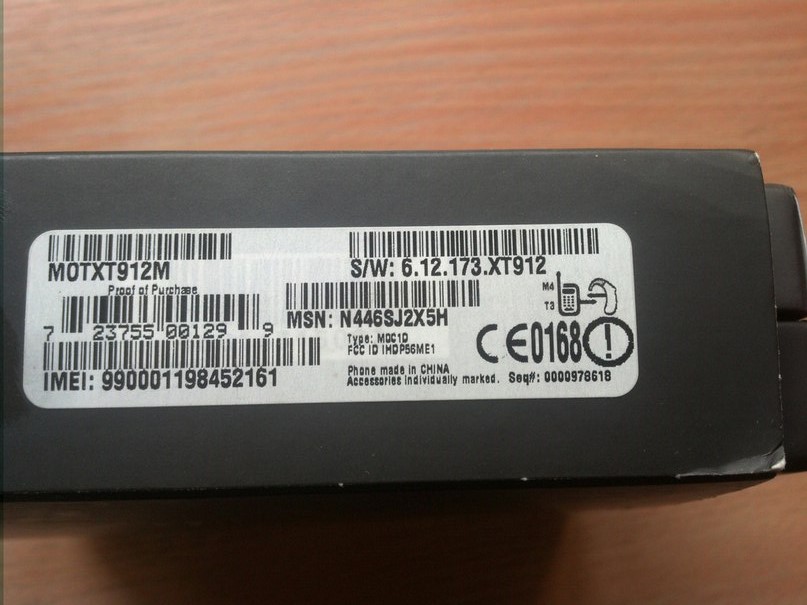 MOTXT912M
S/W: 6.12.173.XT912
Proof of Purchase
7 23755 00129 9
MSN: N446SJ2X5H
M4
T3
Type: M0C1D
FCC ID IHDP56ME1
CE0168
IMEI: 990001198452161
Phone made in CHINA
Accessories individually marked. Seq#: 0000978618